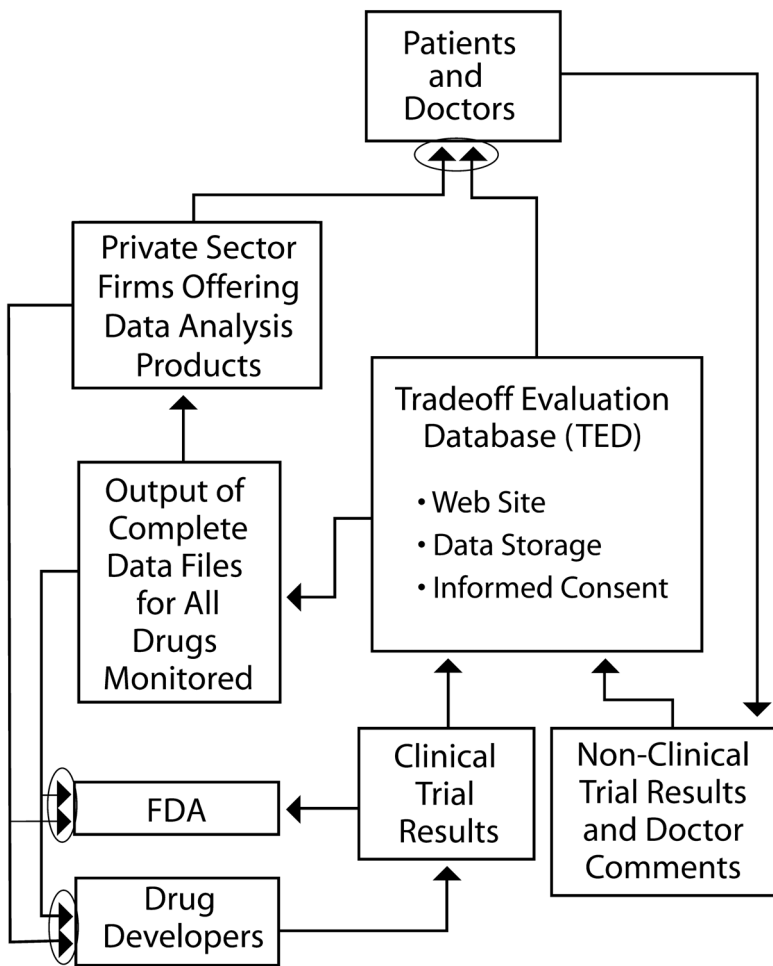 Patients
and
Doctors
Private Sector
Firms Offering
Data Analysis
Products
Tradeoff Evaluation
Database (TED)
• Web Site
• Data Storage
• Informed Consent
Output of
Complete
Data Files
for All
Drugs
Monitored
Clinical
Trial
Results
Non-Clinical
Trial Results
and Doctor
Comments
FDA
Drug
Developers